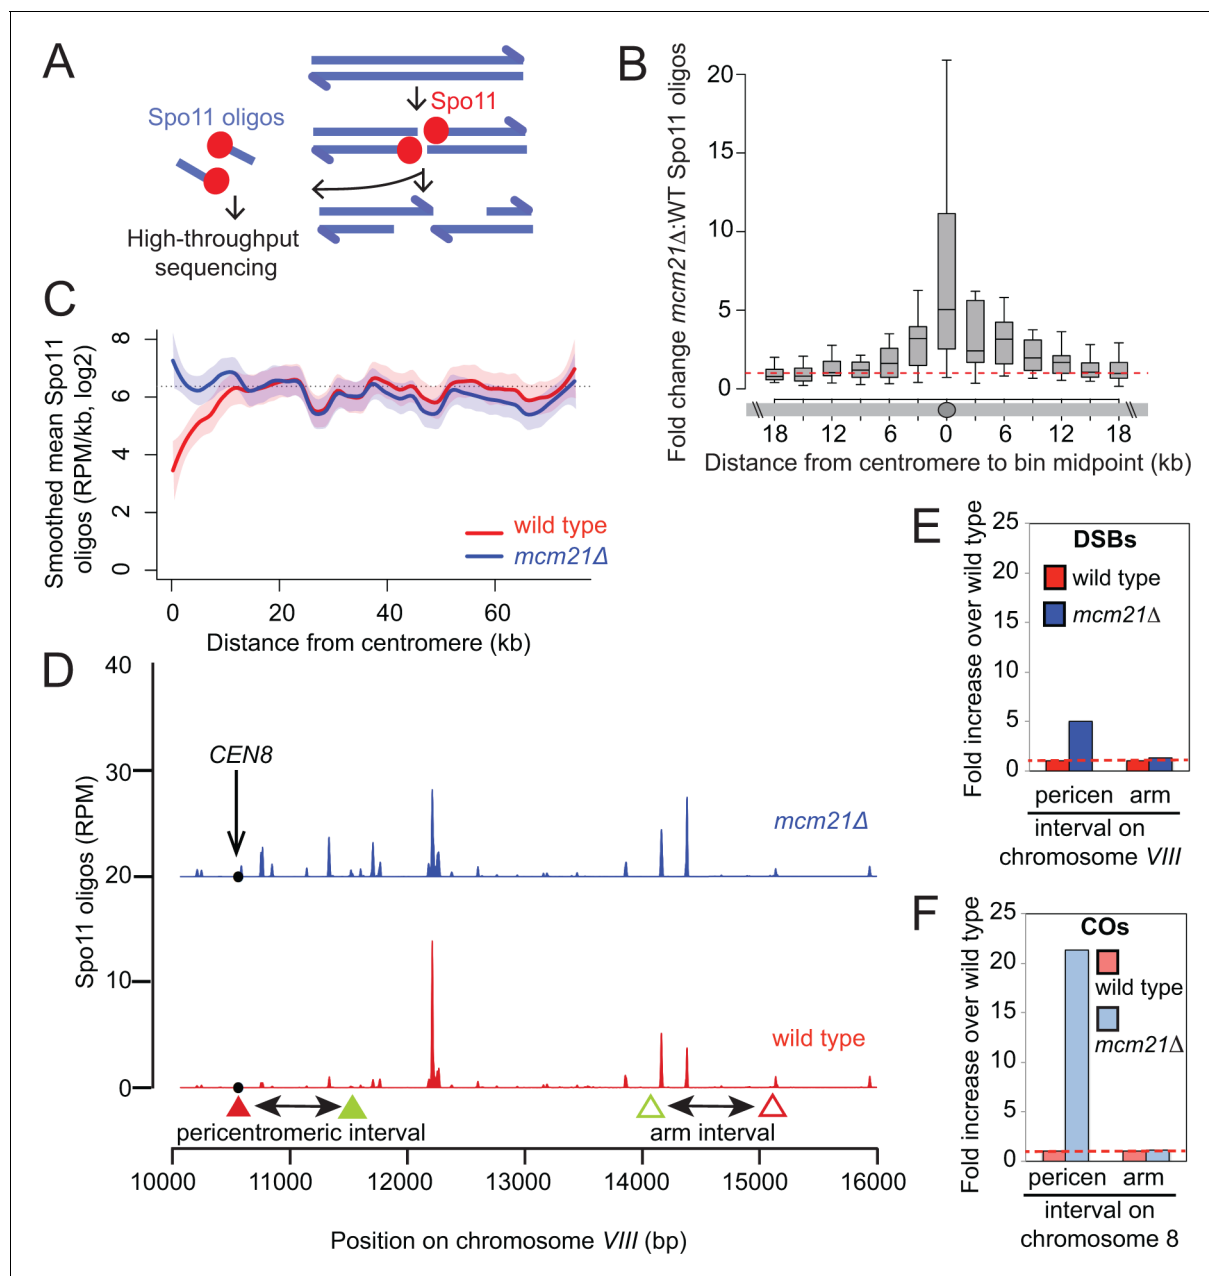 A
Spo11 oligos
Spo11
High-throughput
sequencing
B
Fold change mcm21Δ:WT Spo11 oligos
20
15
10
5
0
18 12 6 0 6 12 18
Distance from centromere to bin midpoint (kb)
C
Smoothed mean Spo11
oligos (RPM/kb, log2)
8
6
4
2
0
wild type
mcm21Δ
0 20 40 60
Distance from centromere (kb)
D
Spo11 oligos (RPM)
40
30
20
10
0
CEN8
mcm21Δ
wild type
pericentromeric interval
arm interval
10000 11000 12000 13000 14000 15000 16000
Position on chromosome VIII (bp)
E
Fold increase over wild type
25
20
15
10
5
0
DSBs
wild type
mcm21Δ
pericen arm
interval on
chromosome VIII
F
Fold increase over wild type
25
20
15
10
5
0
COs
wild type
mcm21Δ
pericen arm
interval on
chromosome 8